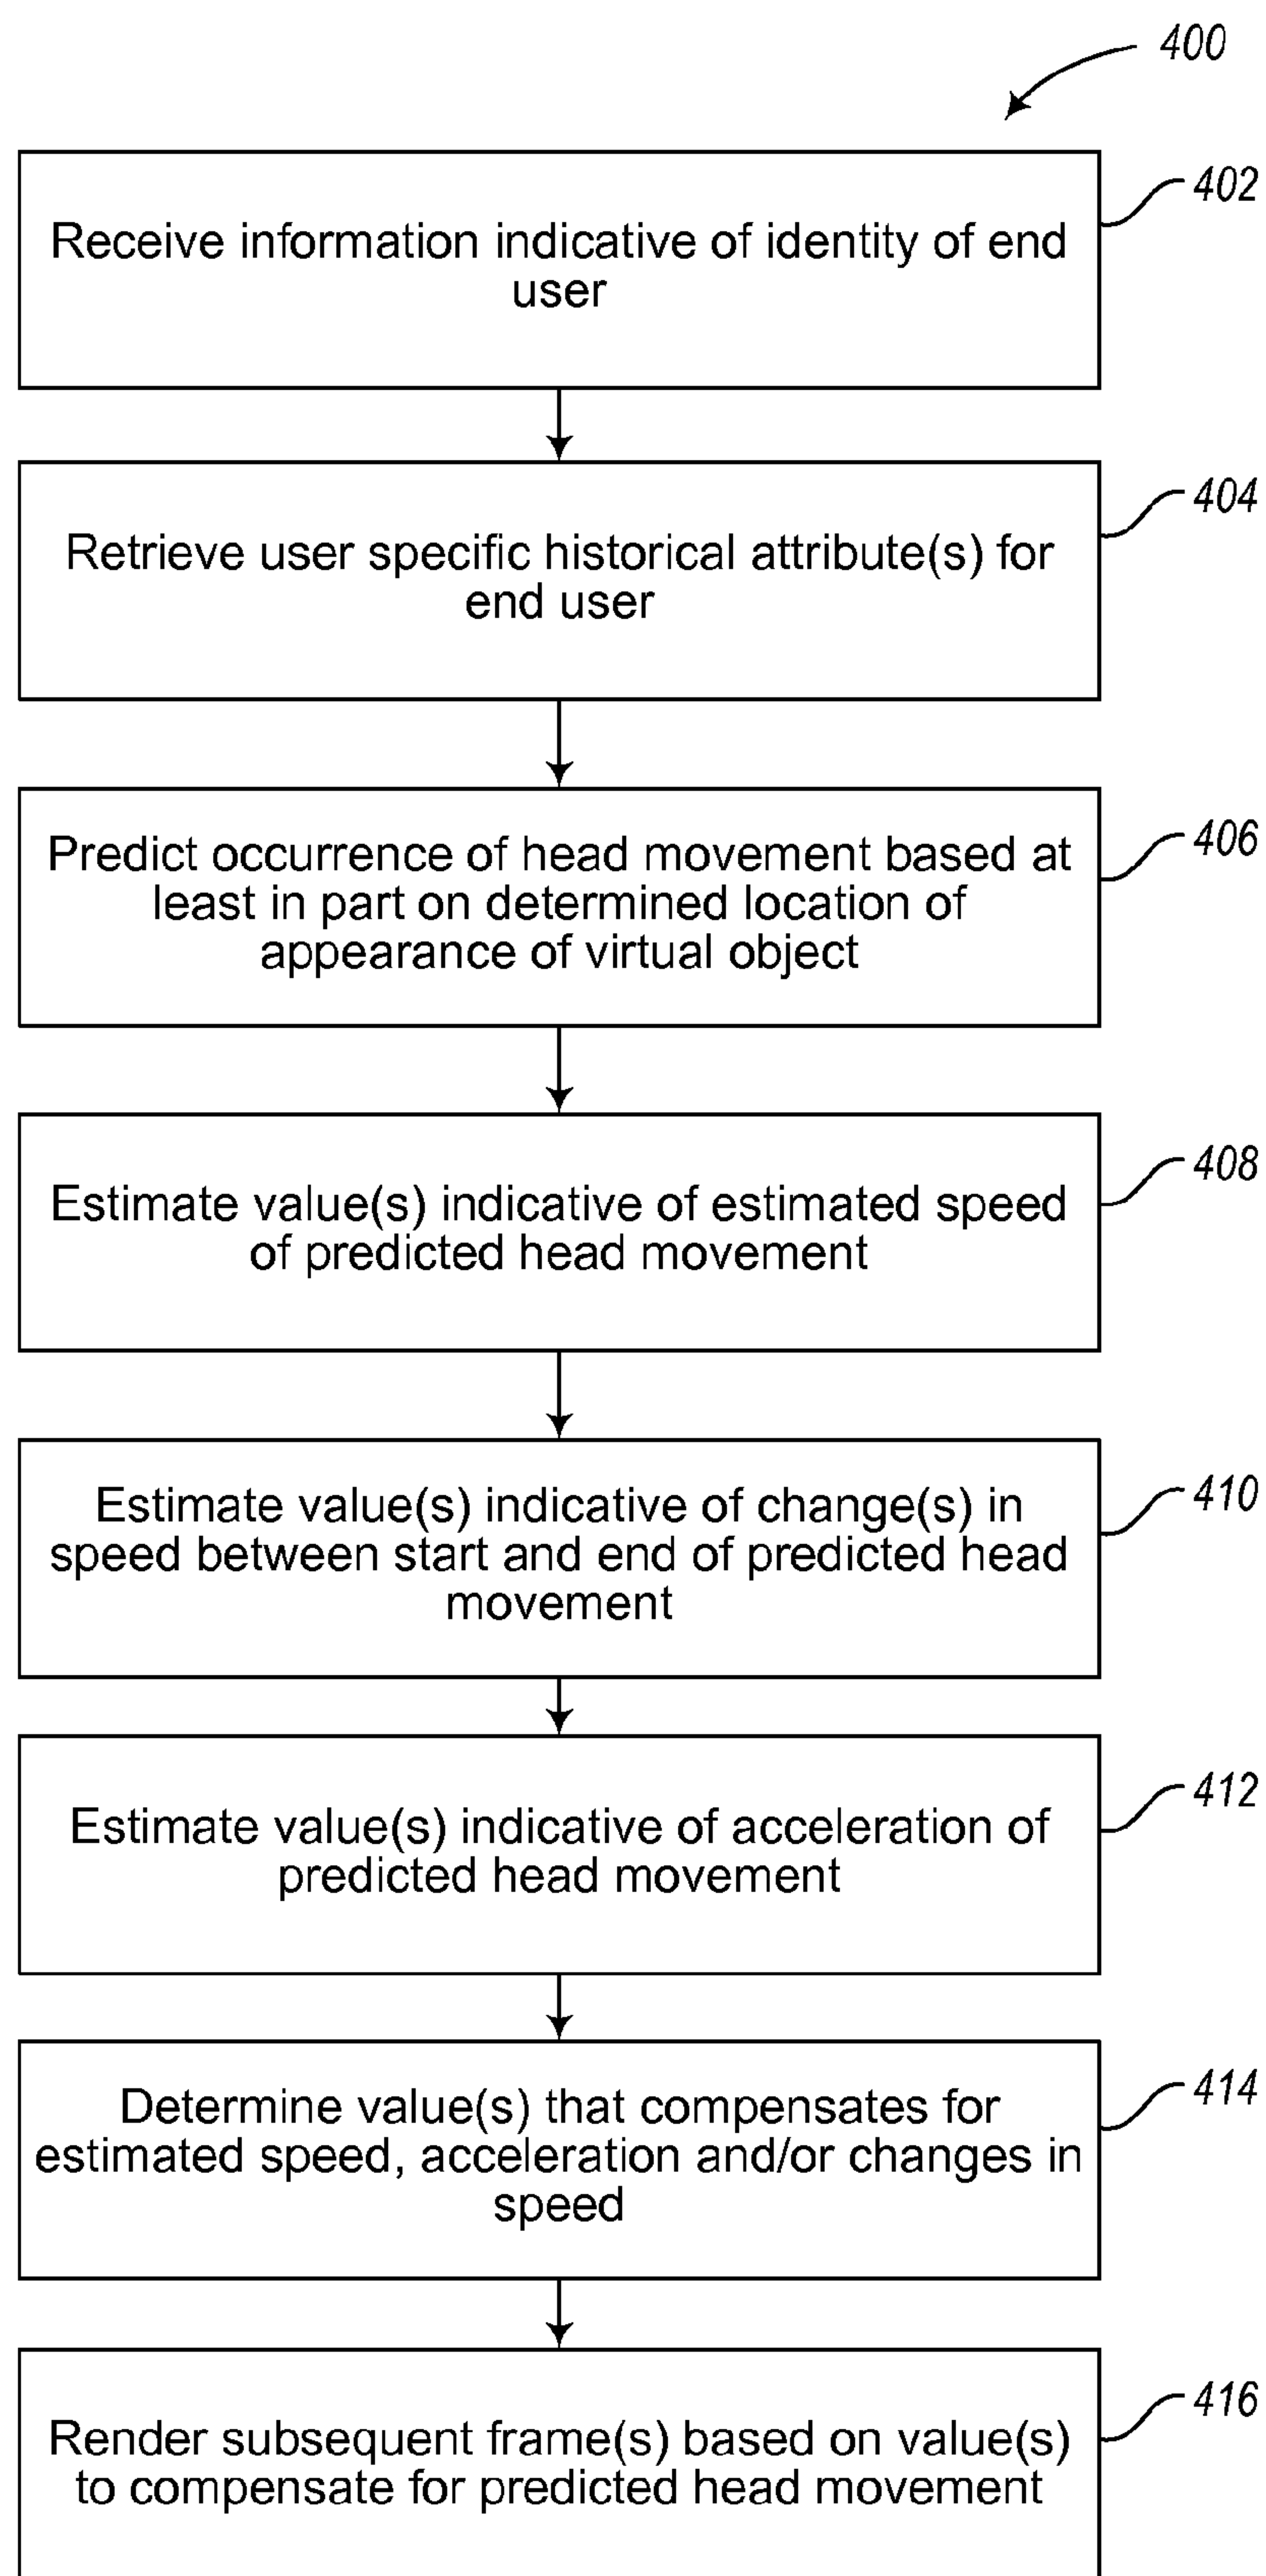 400
402
Receive information indicative of identity of end
user
404
Retrieve user specific historical attribute(s) for
end user
406
Predict occurrence of head movement based at
least in part on determined location of
appearance of virtual object
408
Estimate value(s) indicative of estimated speed
of predicted head movement
410
Estimate value(s) indicative of change(s) in
speed between start and end of predicted head
movement
412
Estimate value(s) indicative of acceleration of
predicted head movement
414
Determine value(s) that compensates for
estimated speed, acceleration and/or changes in
speed
416
Render subsequent frame(s) based on value(s)
to compensate for predicted head movement